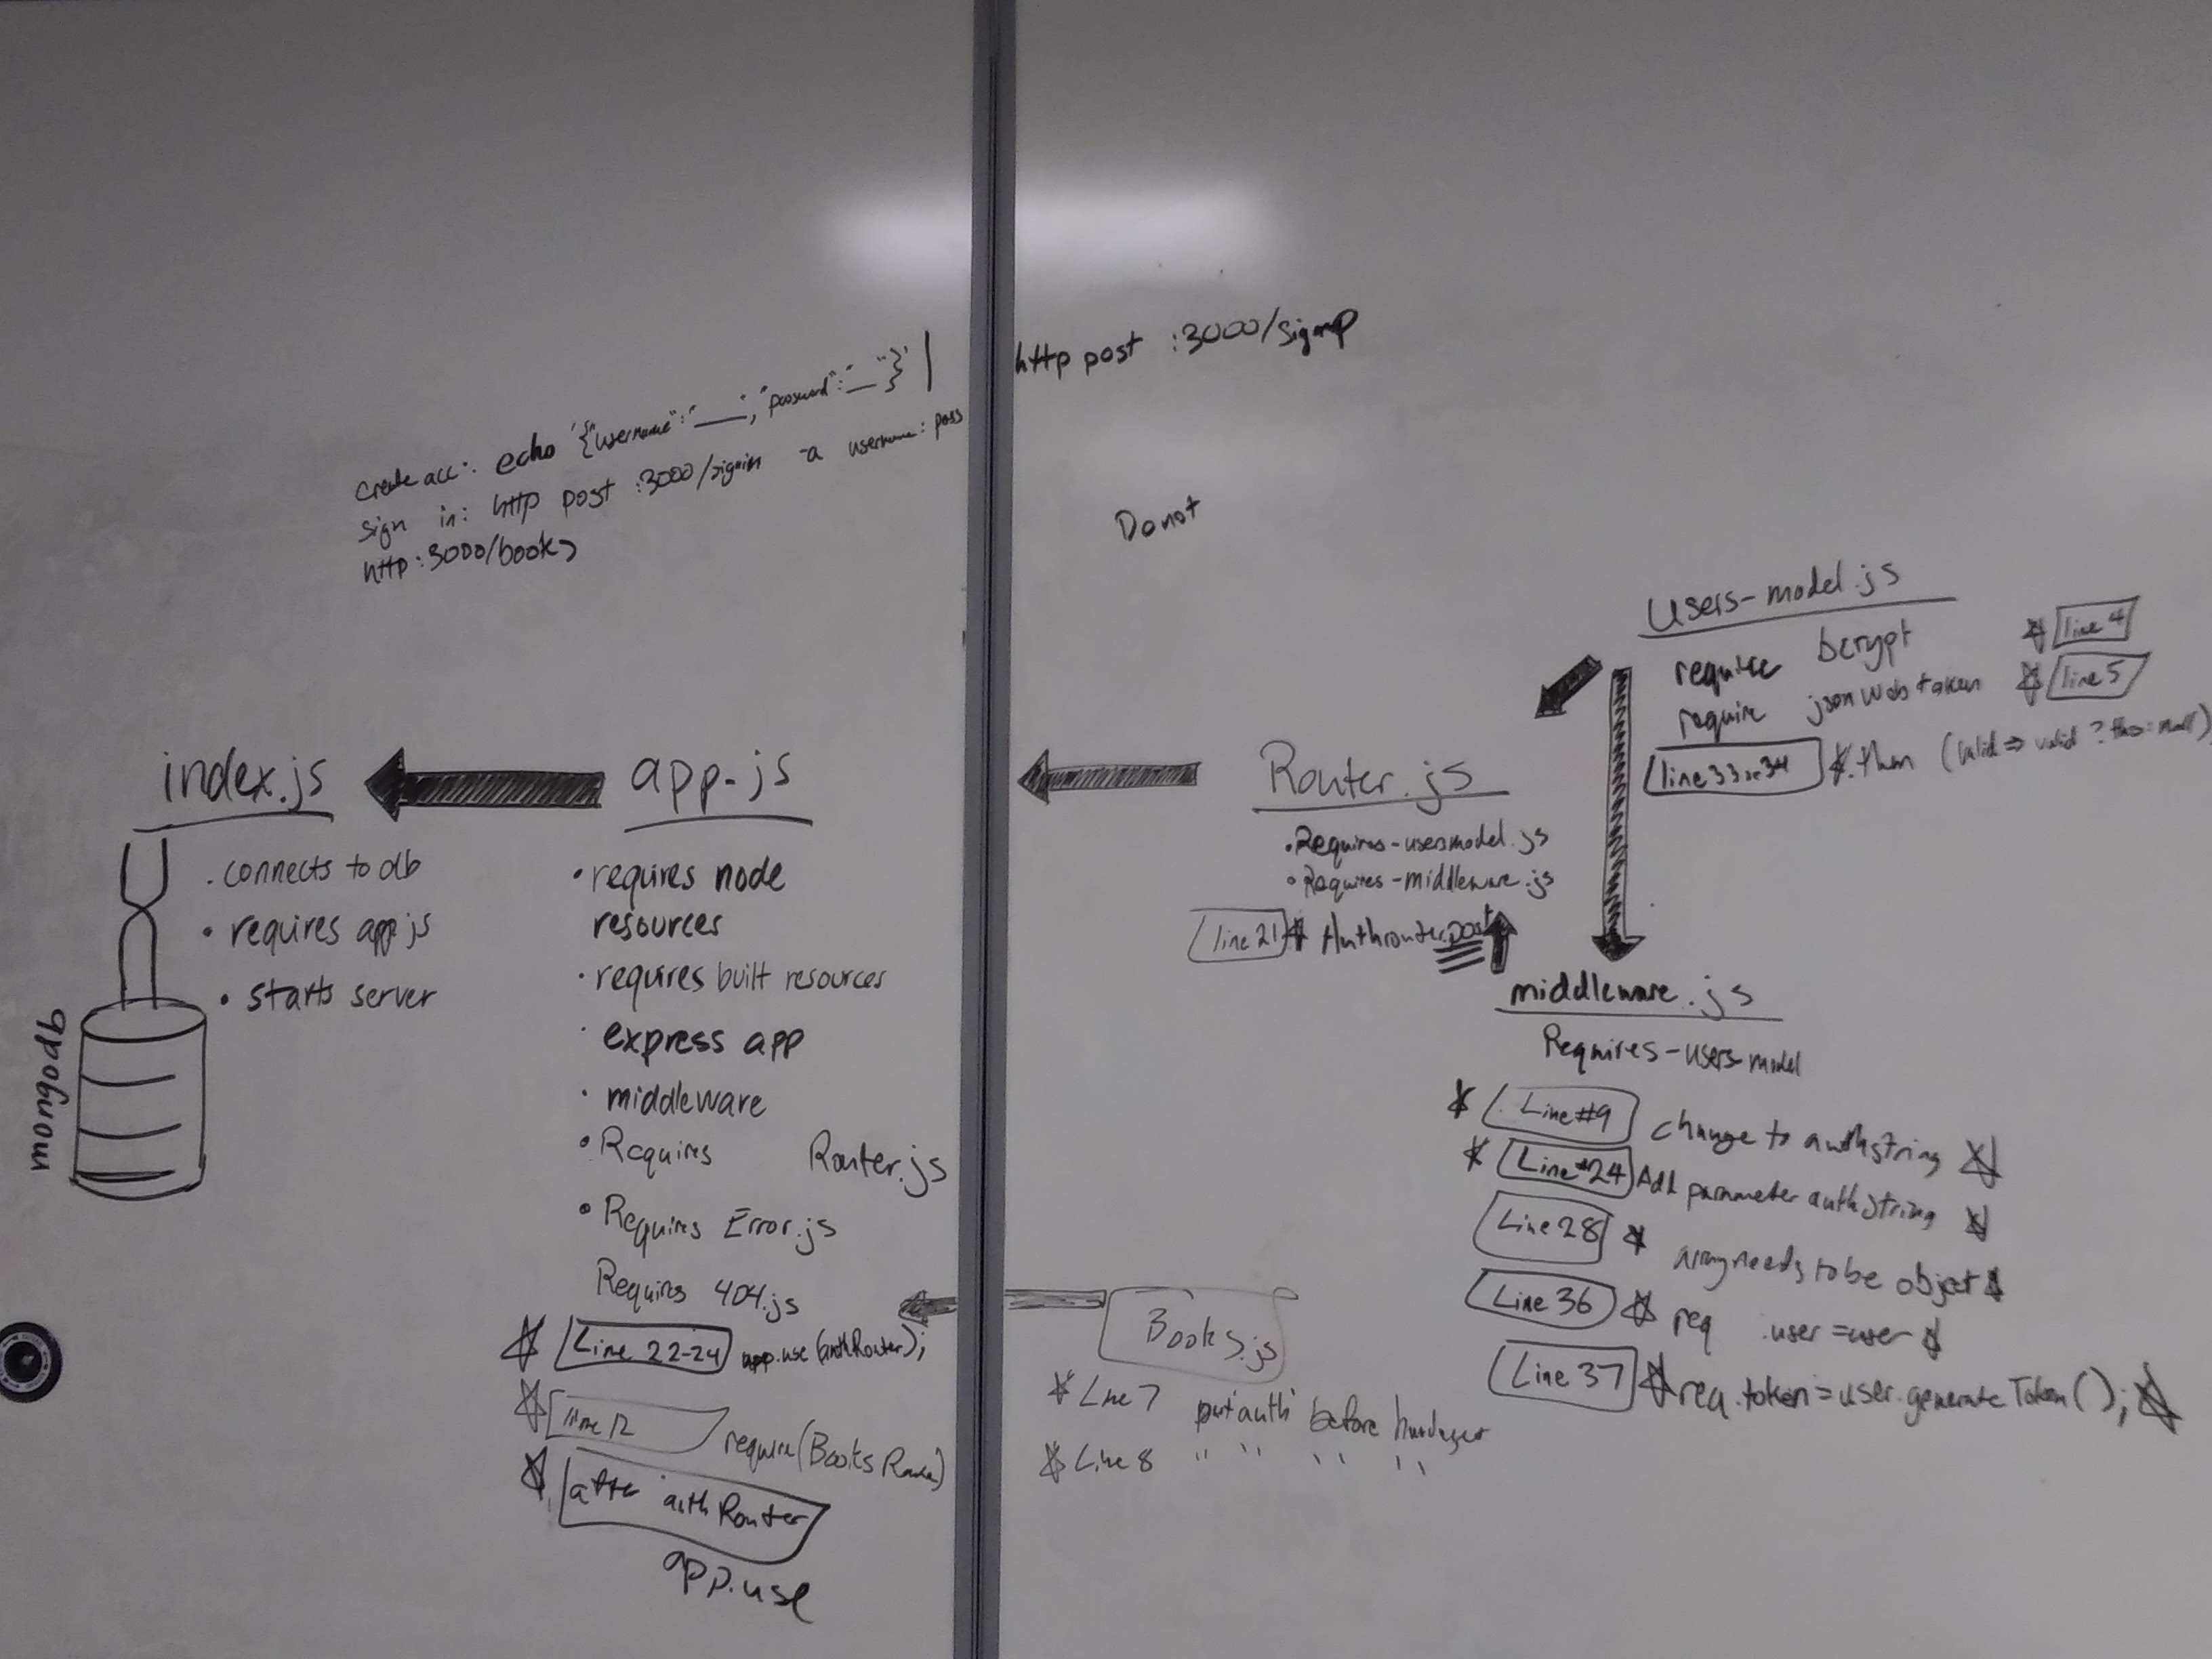 create acc: echo '{"username":"___","password":"__"}' | http post :3000/signup
sign in: http post :3000/signin -a username:pass
http :3000/books
Do not
Users-model.js
require bcrypt line 4
require jsonwebtoken line 5
line 33 or 34 .then (valid => valid ? this : null)
index.js
. connects to db
• requires app.js
• starts server
mongodb
app.js
• requires node
resources
· requires built resources
· express app
· middleware
• Requires Router.js
• Requires Error.js
Requires 404.js
Line 22-24 app.use(authRouter);
line 12 require(Books)
after authRouter
app.use
Router.js
• Requires-usersmodel.js
• Requires-middleware.js
line 21 Authrouter.post
middleware.js
Requires-users-model
Line #9 change to authstring
Line #24 Add parameter authstring
Line 28 array needs to be object
Line 36 req .user = user
Line 37 req.token = user.generateToken();
Books.js
Line 7 put 'auth' before
Line 8 " " " "